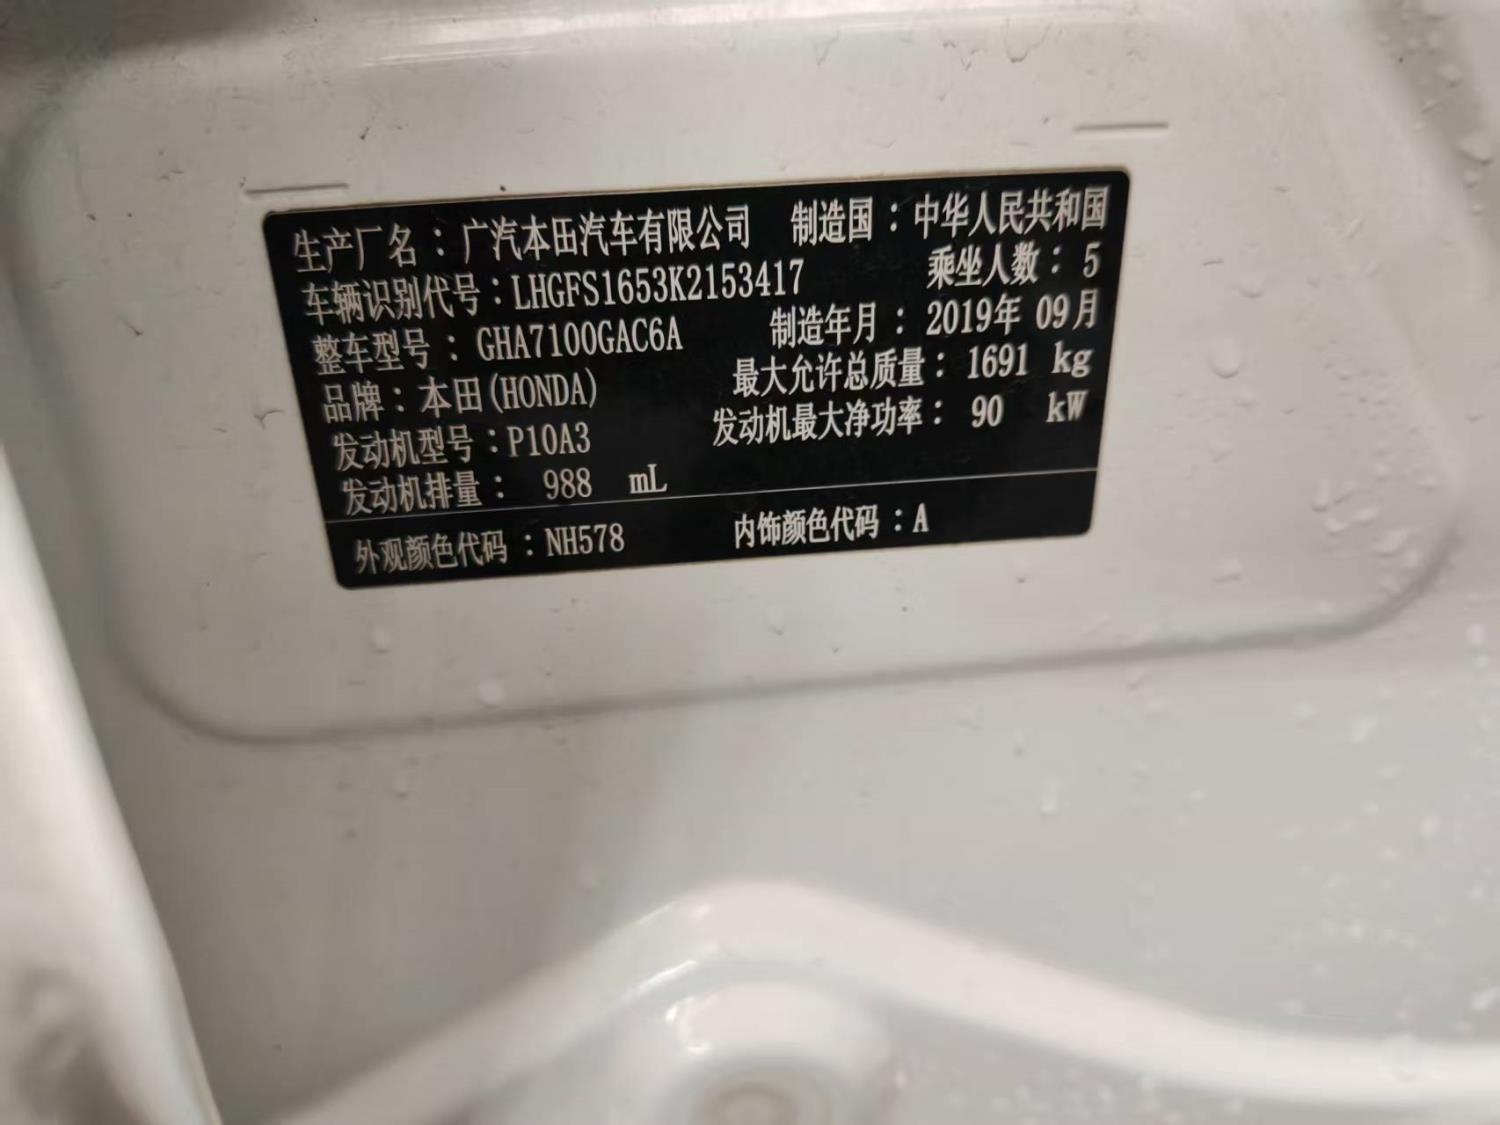 生产厂名：广汽本田汽车有限公司 制造国：中华人民共和国
车辆识别代号：LHGFS1653K2153417 乘坐人数：5
整车型号：GHA7100GAC6A 制造年月：2019年 09月
品牌：本田(HONDA) 最大允许总质量：1691 kg
发动机型号：P10A3 发动机最大净功率：90 kW
发动机排量：988 mL
外观颜色代码：NH578 内饰颜色代码：A